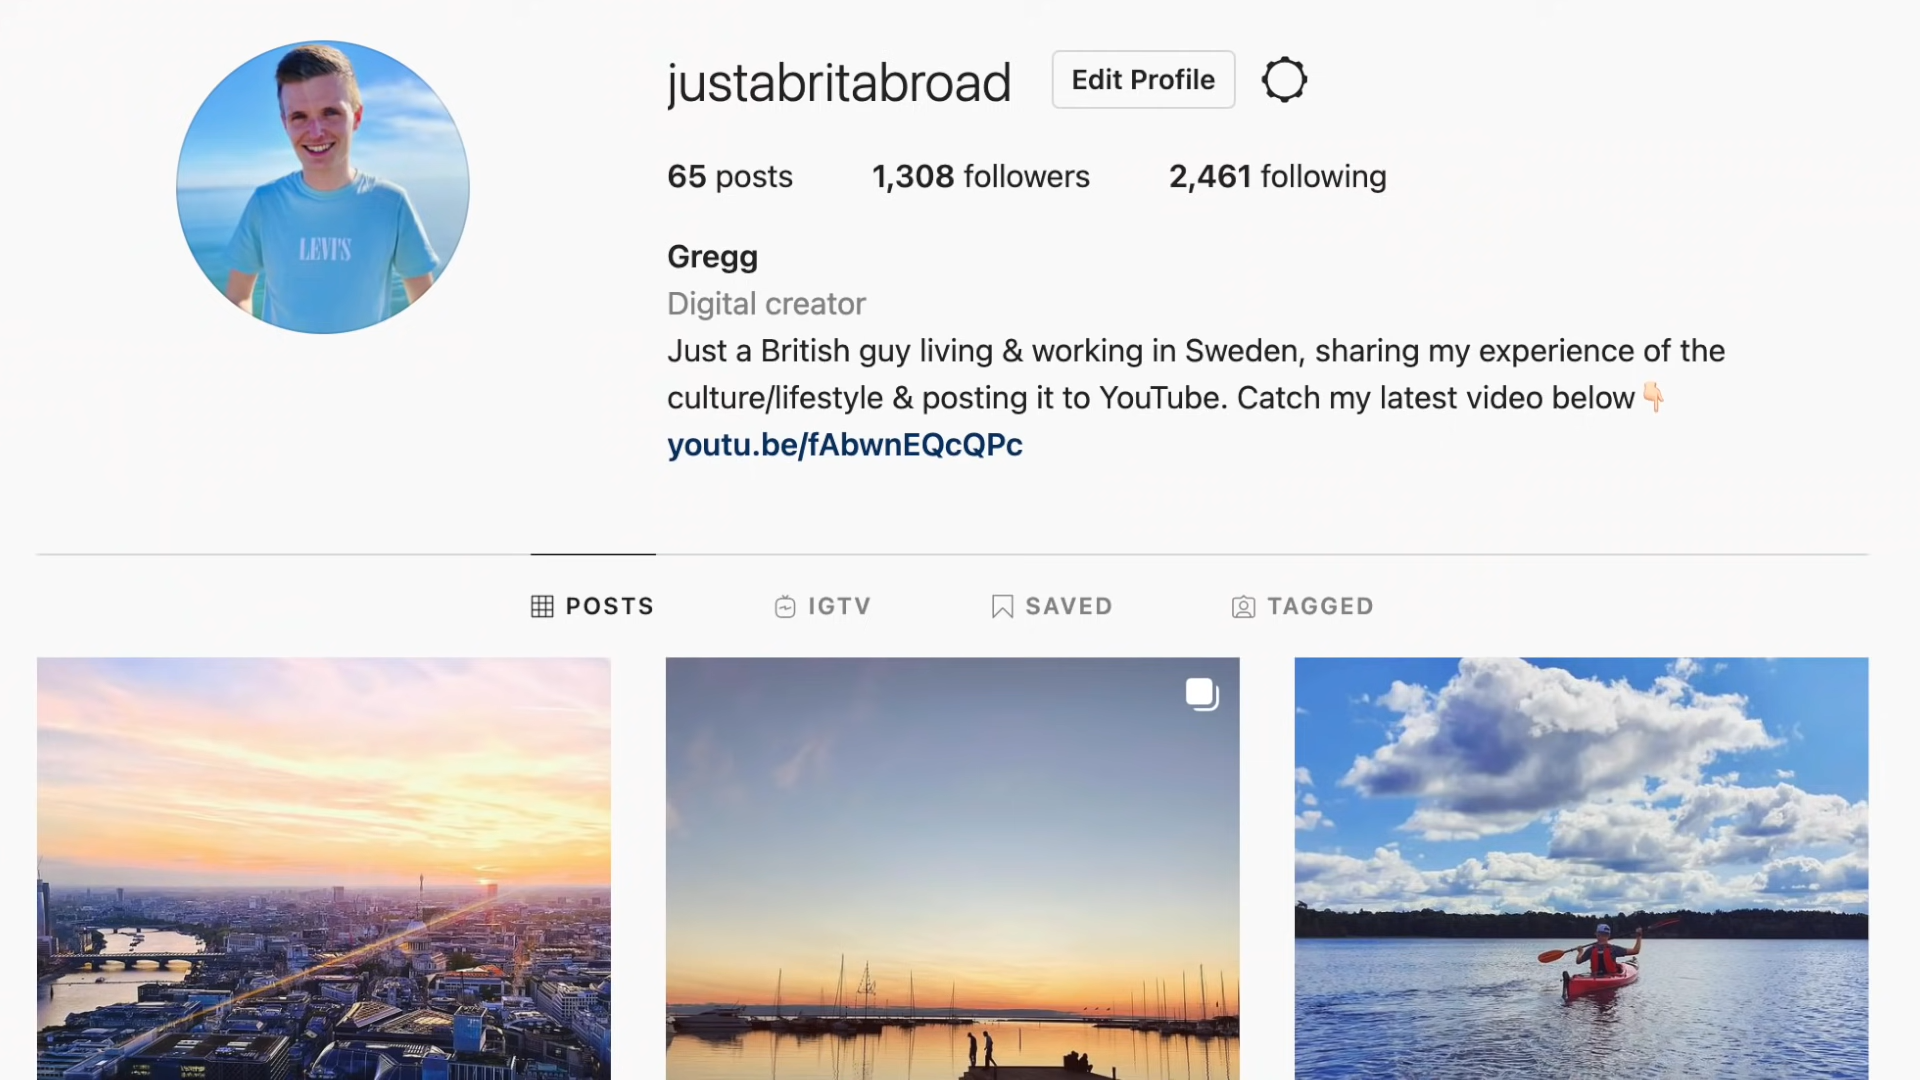 justabritabroad
Edit Profile
65 posts
1,308 followers
2,461 following
LEVI'S
Gregg
Digital creator
Just a British guy living & working in Sweden, sharing my experience of the
culture/lifestyle & posting it to YouTube. Catch my latest video below👇🏻
youtu.be/fAbwnEQcQPc
POSTS
IGTV
SAVED
TAGGED